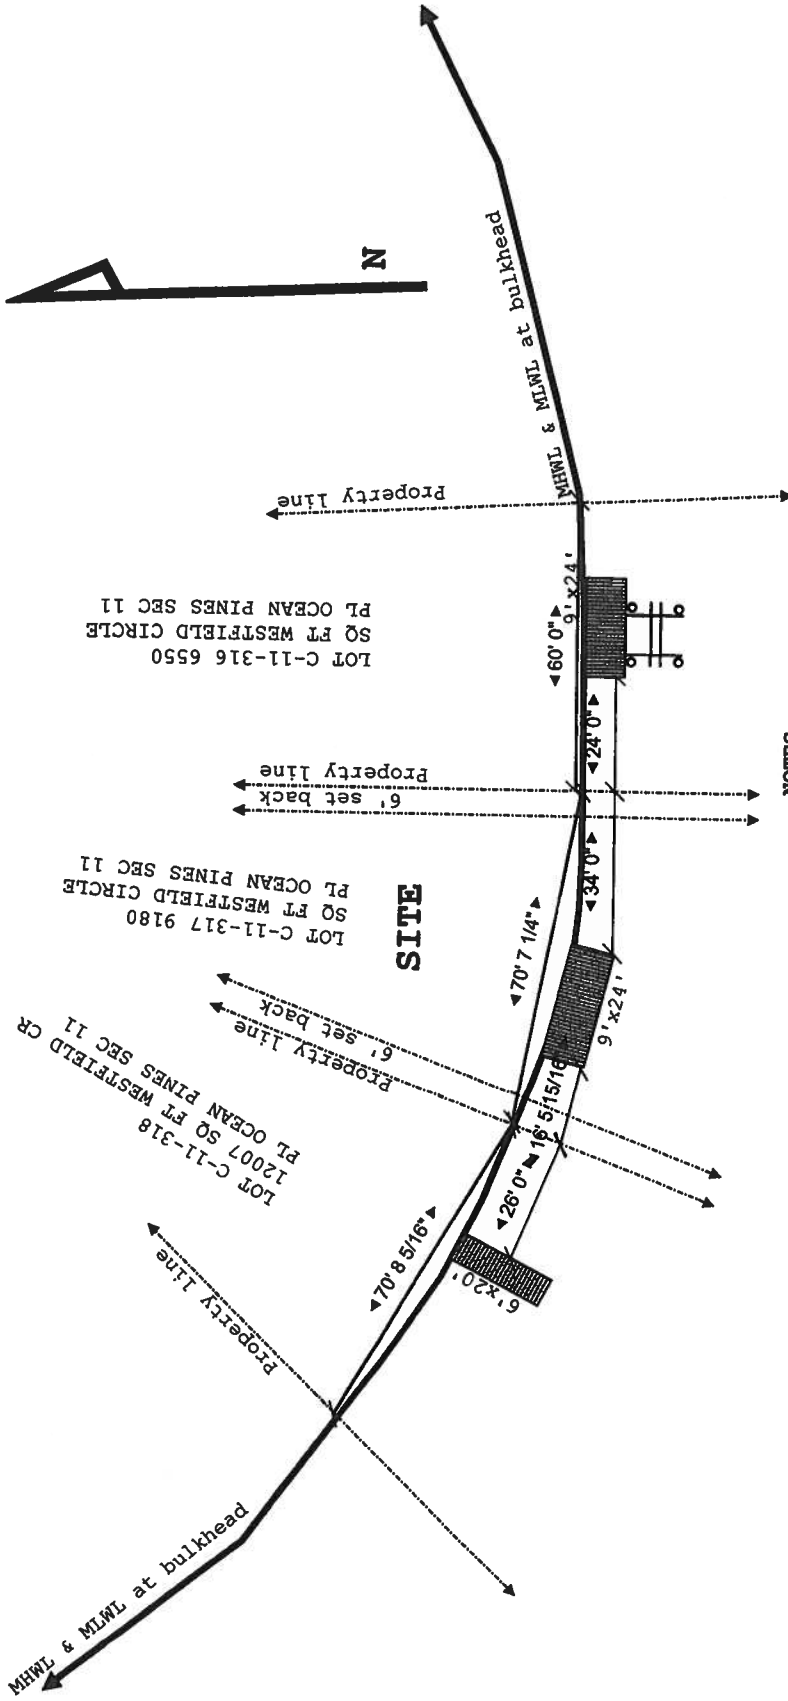 N
MHWL & MLWL at bulkhead
Property line
LOT C-11-316 6550
SQ FT WESTFIELD CIRCLE
PL OCEAN PINES SEC 11
60' 0"
9'x24'
24' 0"
Property line
6' set back
NOTES
LOT C-11-317 9180
SQ FT WESTFIELD CIRCLE
PL OCEAN PINES SEC 11
SITE
34' 0"
70' 7 1/4"
9'x24'
6' set back
Property line
16' 5/15/16"
26' 0"
LOT C-11-318
12007 SQ FT WESTFIELD CR
PL OCEAN PINES SEC 11
70' 8 5/16"
6'x20'
Property line
MHWL & MLWL at bulkhead